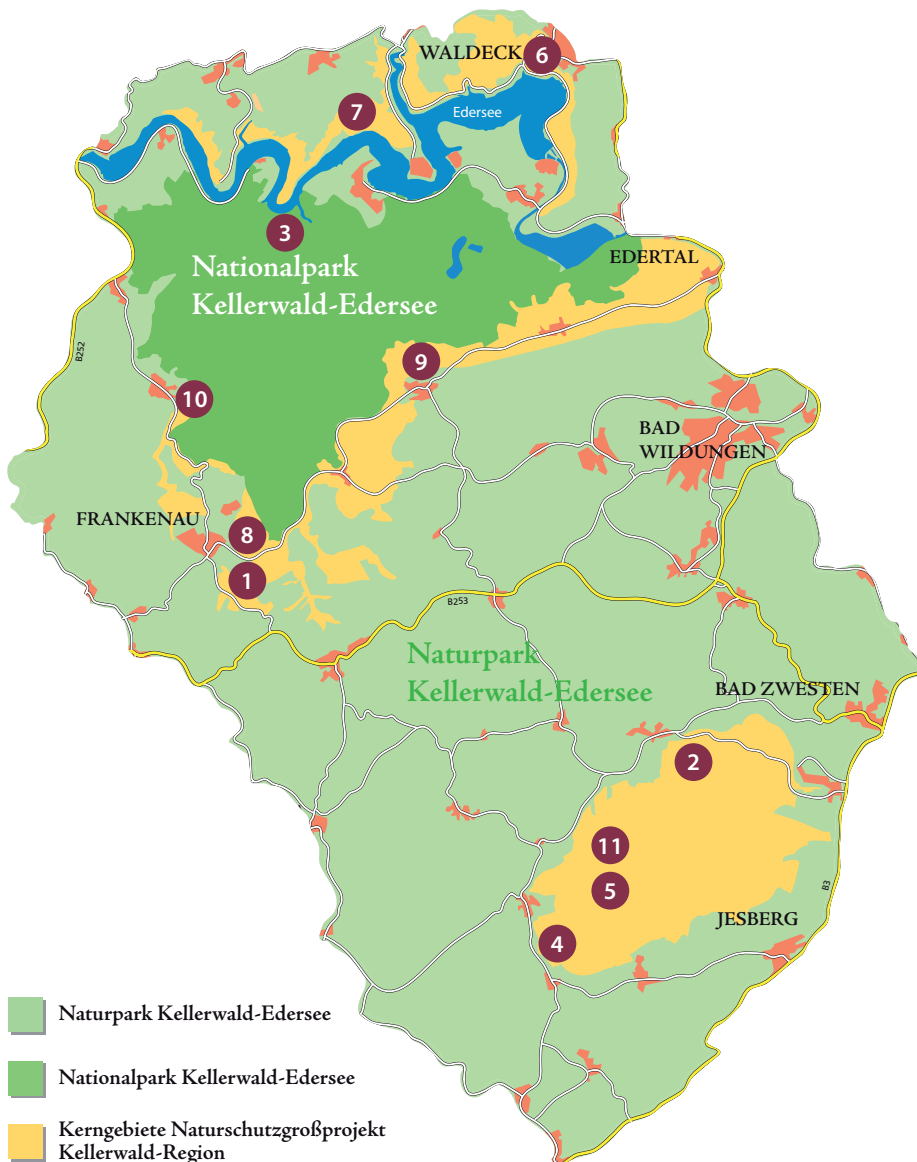 WALDECK
6
7
Edersee
3
EDERTAL
Nationalpark
Kellerwald-Edersee
B252
9
10
BAD
WILDUNGEN
FRANKENAU
8
1
B253
Naturpark
Kellerwald-Edersee
BAD ZWESTEN
2
11
5
B3
JESBERG
4
Naturpark Kellerwald-Edersee
Nationalpark Kellerwald-Edersee
Kerngebiete Naturschutzgroßprojekt
Kellerwald-Region